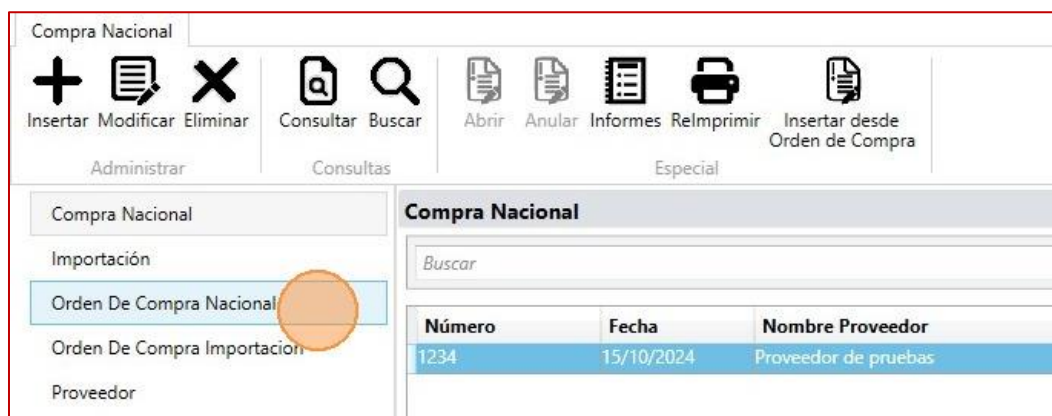 Compra Nacional
Insertar Modificar Eliminar Consultar Buscar Abrir Anular Informes ReImprimir Insertar desde
Orden de Compra
Administrar Consultas Especial
Compra Nacional
Importación
Orden De Compra Nacional
Orden De Compra Importacion
Proveedor
Compra Nacional
Buscar
Número Fecha Nombre Proveedor
1234 15/10/2024 Proveedor de pruebas